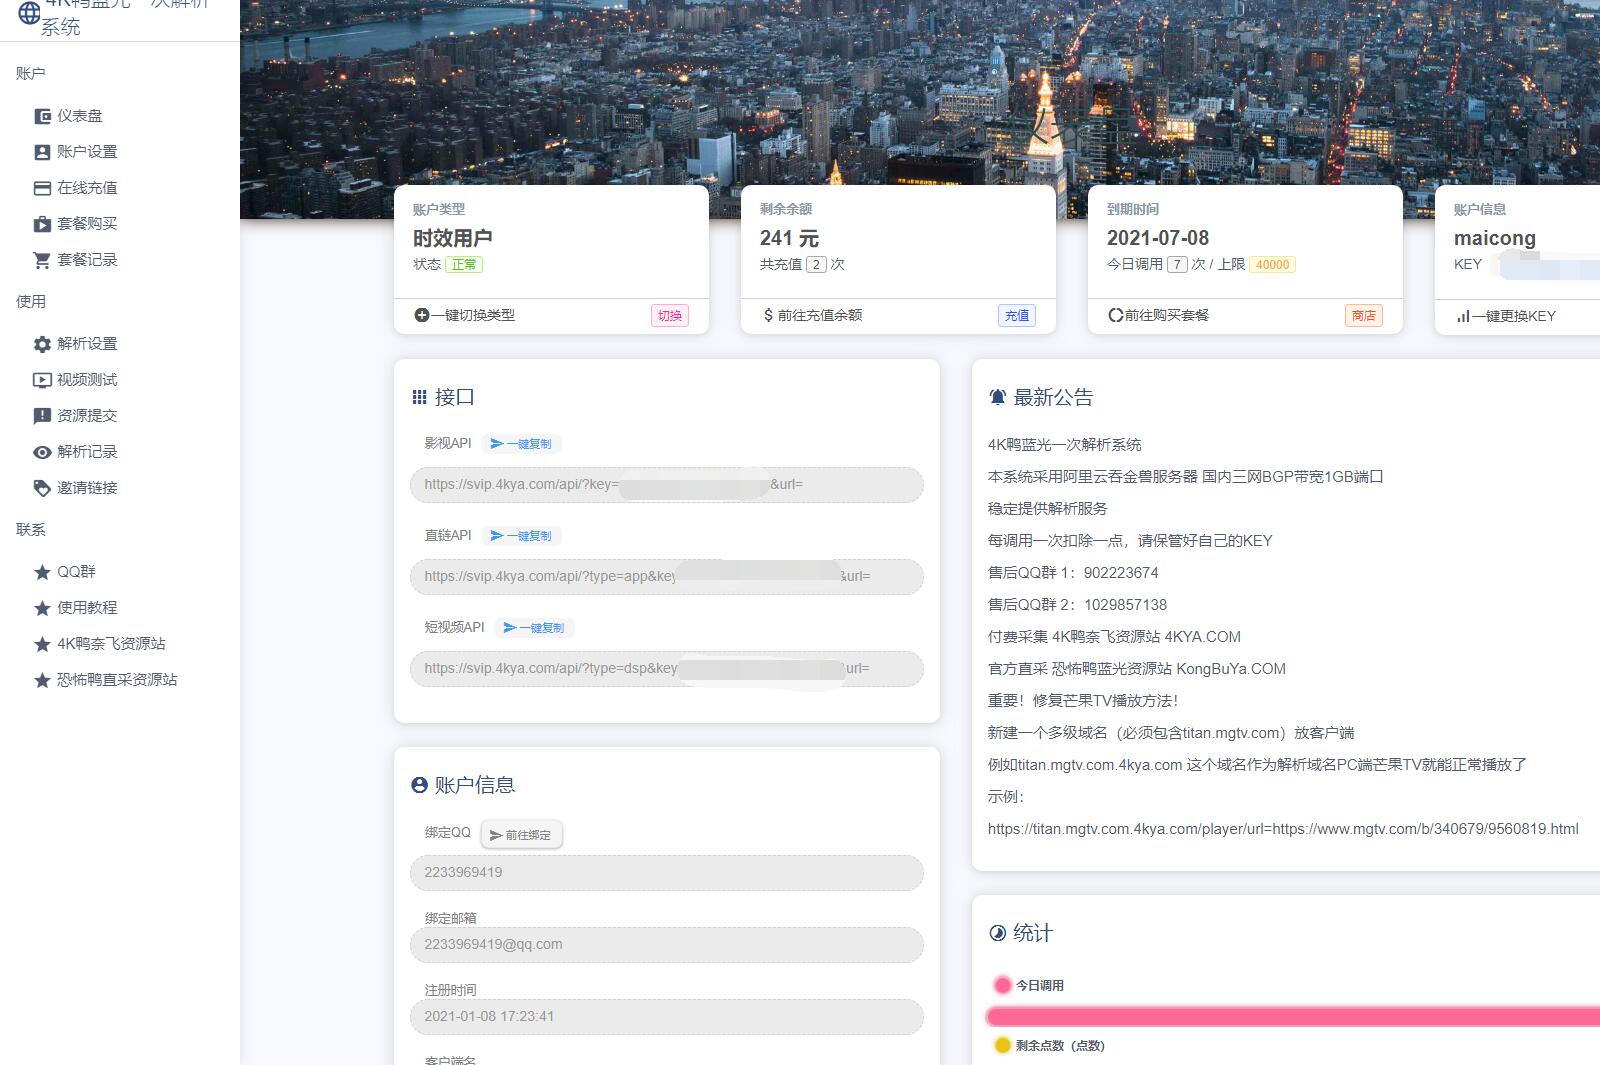 系统
账户
仪表盘
账户设置
在线充值
套餐购买
套餐记录
使用
解析设置
视频测试
资源提交
解析记录
邀请链接
联系
QQ群
使用教程
4K鸭奈飞资源站
恐怖鸭直采资源站
账户类型
时效用户
状态 正常
一键切换类型 切换
剩余余额
241 元
共充值 2 次
$ 前往充值余额 充值
到期时间
2021-07-08
今日调用 7 次 / 上限 40000
前往购买套餐 商店
账户信息
maicong
KEY
一键更换KEY
接口
影视API 一键复制
https://svip.4kya.com/api/?key= &url=
直链API 一键复制
https://svip.4kya.com/api/?type=app&key &url=
短视频API 一键复制
https://svip.4kya.com/api/?type=dsp&key url=
账户信息
绑定QQ 前往绑定
2233969419
绑定邮箱
2233969419@qq.com
注册时间
2021-01-08 17:23:41
客户端名
最新公告
4K鸭蓝光一次解析系统
本系统采用阿里云吞金兽服务器 国内三网BGP带宽1GB端口
稳定提供解析服务
每调用一次扣除一点，请保管好自己的KEY
售后QQ群 1：902223674
售后QQ群 2：1029857138
付费采集 4K鸭奈飞资源站 4KYA.COM
官方直采 恐怖鸭蓝光资源站 KongBuYa.COM
重要！修复芒果TV播放方法！
新建一个多级域名（必须包含titan.mgtv.com）放客户端
例如titan.mgtv.com.4kya.com 这个域名作为解析域名PC端芒果TV就能正常播放了
示例：
https://titan.mgtv.com.4kya.com/player/url=https://www.mgtv.com/b/340679/9560819.html
统计
今日调用
剩余点数（点数）